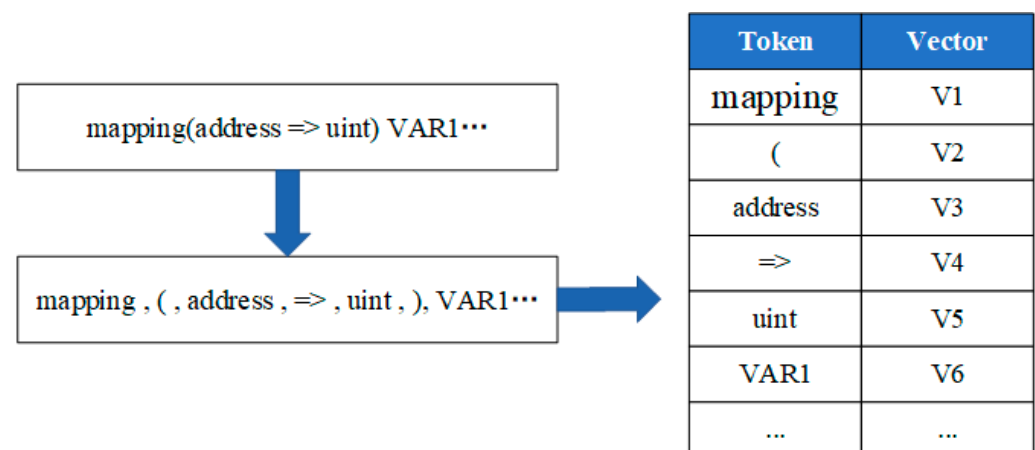 mapping(address => uint) VAR1···
mapping , ( , address , => , uint , ), VAR1···
Token Vector
mapping V1
( V2
address V3
=> V4
uint V5
VAR1 V6
... ...